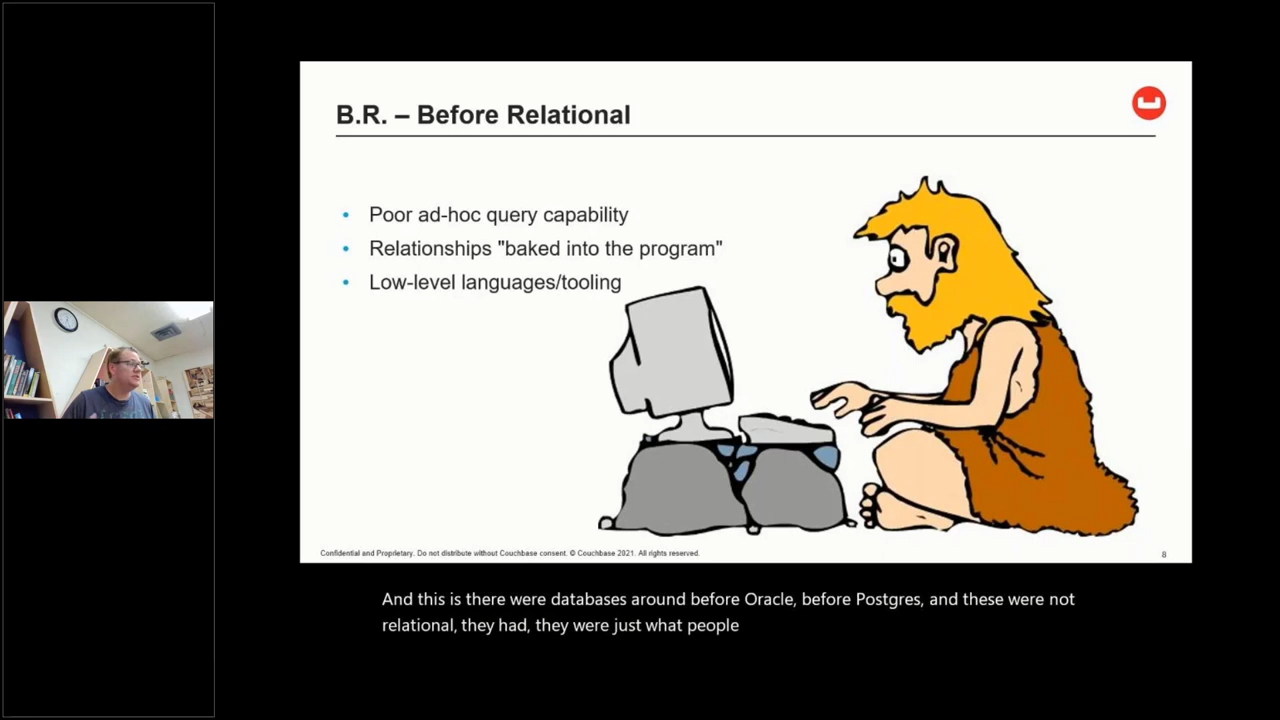 B.R. – Before Relational
• Poor ad-hoc query capability
• Relationships "baked into the program"
• Low-level languages/tooling
Confidential and Proprietary. Do not distribute without Couchbase consent. © Couchbase 2021. All rights reserved.
8
And this is there were databases around before Oracle, before Postgres, and these were not
relational, they had, they were just what people